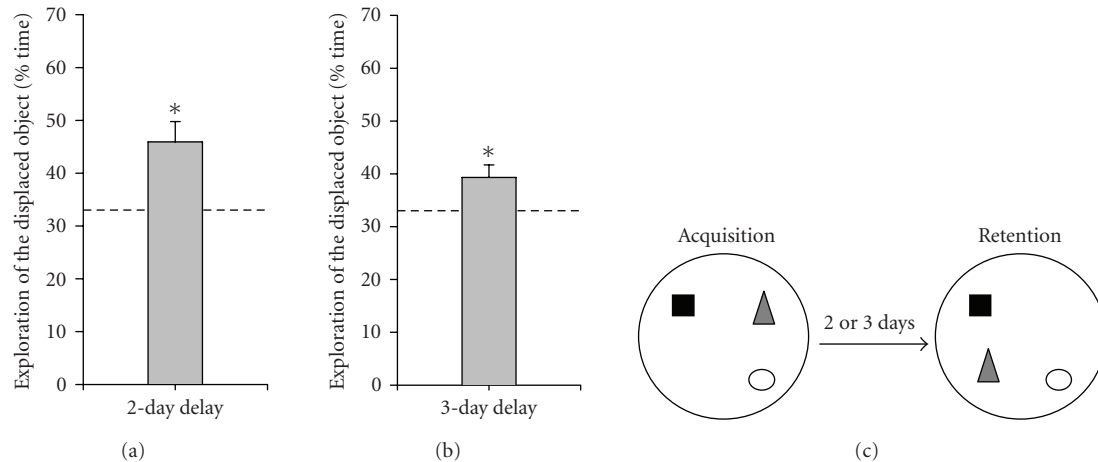 Exploration of the displaced object (% time)
70
60
50
40
30
20
10
0
*
2-day delay
(a)
Exploration of the displaced object (% time)
70
60
50
40
30
20
10
0
*
3-day delay
(b)
Acquisition
2 or 3 days
Retention
(c)